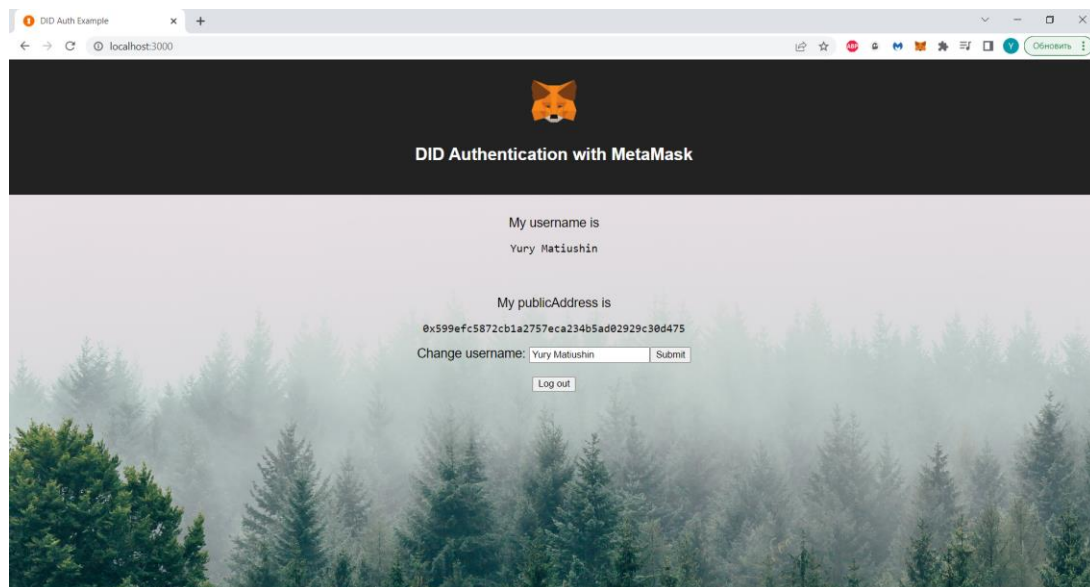 DID Auth Example
localhost:3000
ABP
Y
Обновить
DID Authentication with MetaMask
My username is
Yury Matiushin
My publicAddress is
0x599efc5872cb1a2757eca234b5ad02929c30d475
Change username: Yury Matiushin Submit
Log out